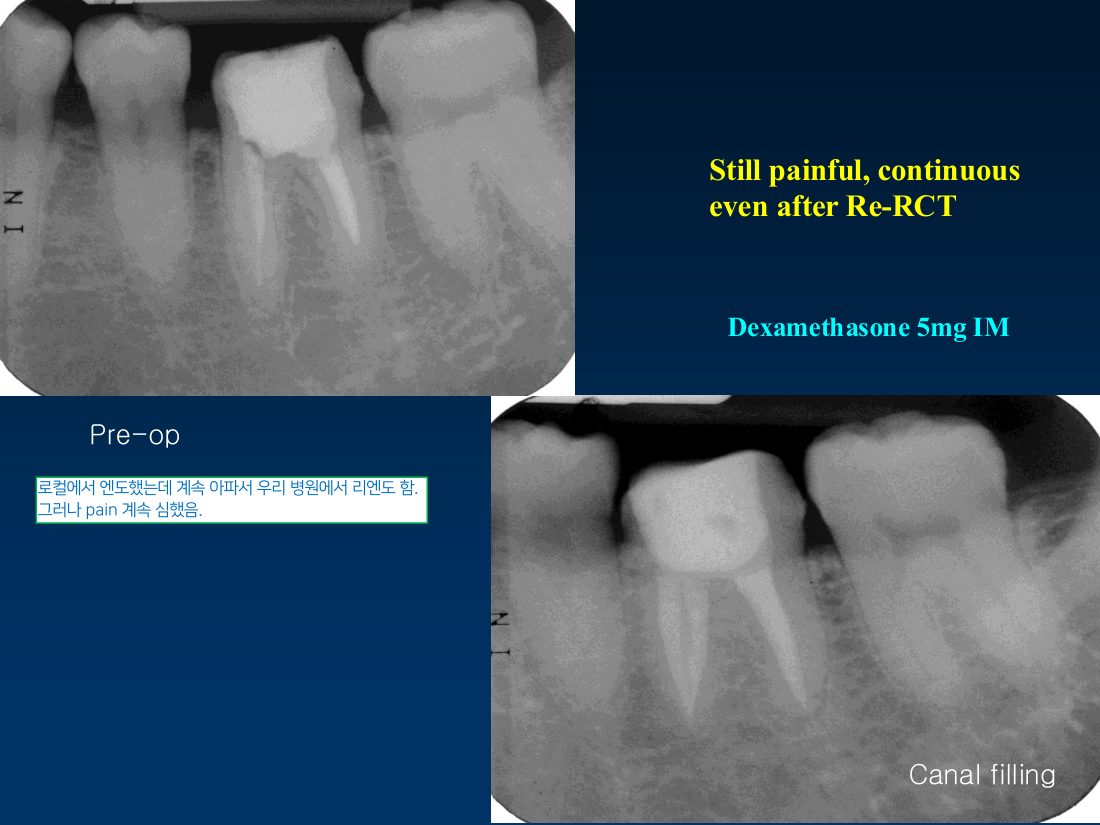 Still painful, continuous
even after Re-RCT
Dexamethasone 5mg IM
Pre-op
로컬에서 엔도했는데 계속 아파서 우리 병원에서 리엔도 함.
그러나 pain 계속 심했음.
Canal filling